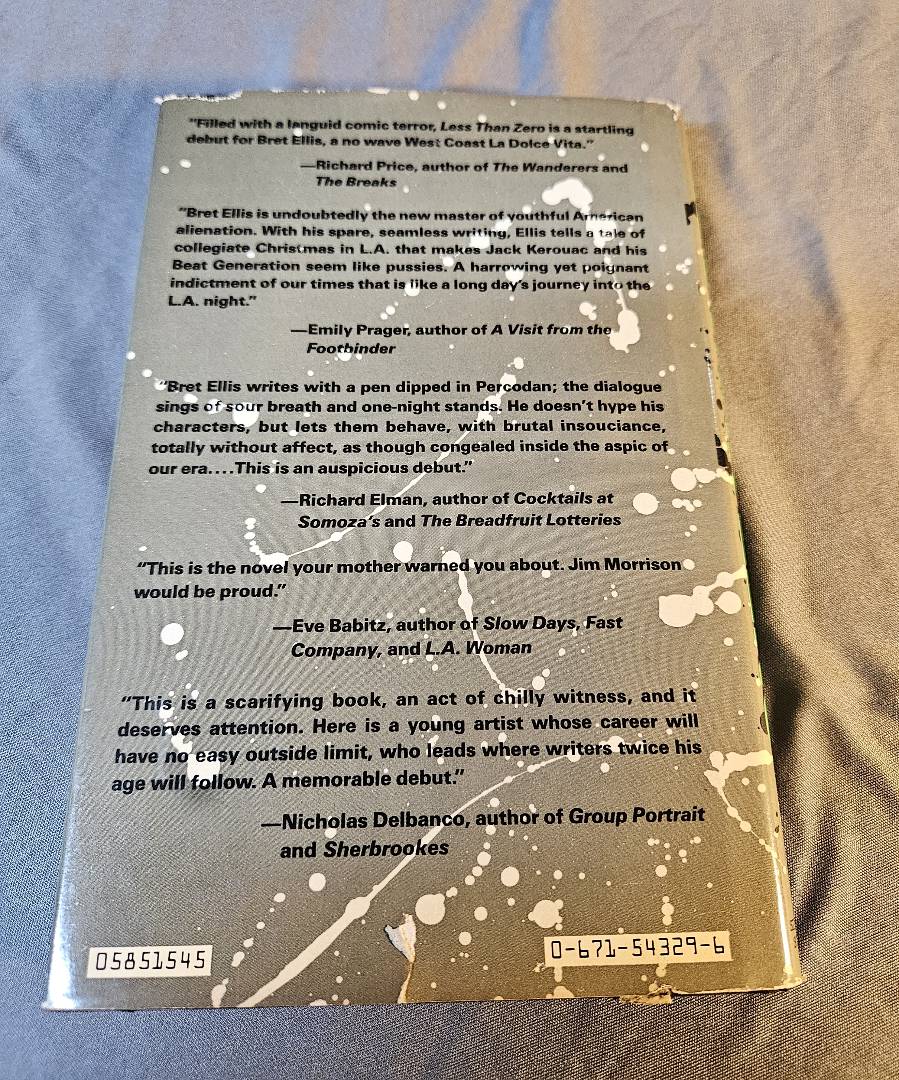 "Filled with a languid comic terror, Less Than Zero is a startling
debut for Bret Ellis, a no wave West Coast La Dolce Vita."
—Richard Price, author of The Wanderers and
The Breaks
"Bret Ellis is undoubtedly the new master of youthful American
alienation. With his spare, seamless writing, Ellis tells a tale of
collegiate Christmas in L.A. that makes Jack Kerouac and his
Beat Generation seem like pussies. A harrowing yet poignant
indictment of our times that is like a long day's journey into the
L.A. night."
—Emily Prager, author of A Visit from the
Footbinder
"Bret Ellis writes with a pen dipped in Percodan; the dialogue
sings of sour breath and one-night stands. He doesn't hype his
characters, but lets them behave, with brutal insouciance,
totally without affect, as though congealed inside the aspic of
our era....This is an auspicious debut."
—Richard Elman, author of Cocktails at
Somoza's and The Breadfruit Lotteries
"This is the novel your mother warned you about. Jim Morrison
would be proud."
—Eve Babitz, author of Slow Days, Fast
Company, and L.A. Woman
"This is a scarifying book, an act of chilly witness, and it
deserves attention. Here is a young artist whose career will
have no easy outside limit, who leads where writers twice his
age will follow. A memorable debut."
—Nicholas Delbanco, author of Group Portrait
and Sherbrookes
05851545
0-671-54329-6